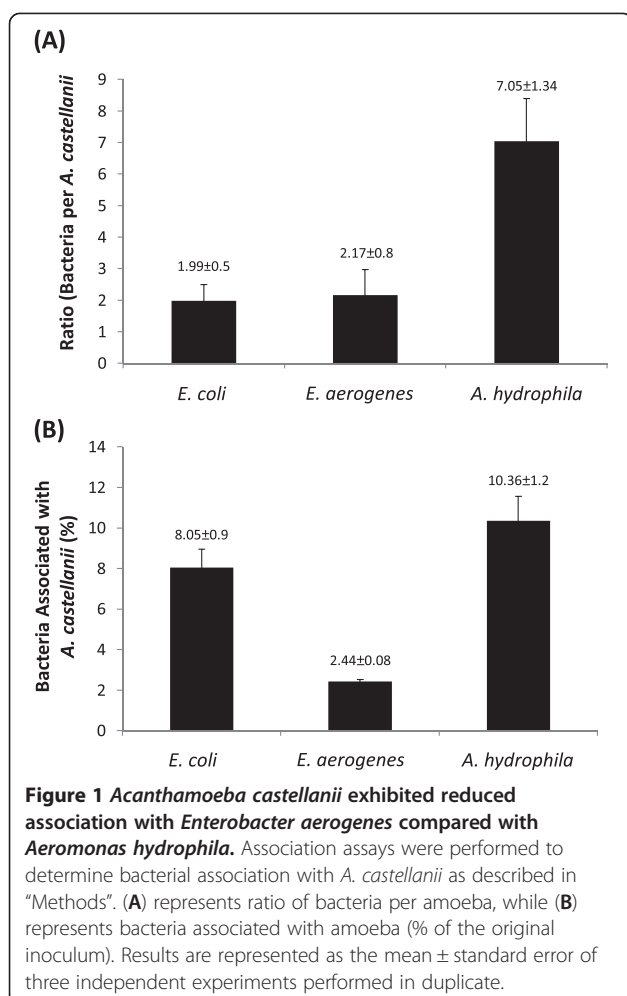 (A)
Ratio (Bacteria per A. castellanii
9
8
7
6
5
4
3
2
1
0
1.99±0.5
2.17±0.8
7.05±1.34
E. coli
E. aerogenes
A. hydrophila
(B)
Bacteria Associated with
A. castellanii (%)
14
12
10
8
6
4
2
0
8.05±0.9
2.44±0.08
10.36±1.2
E. coli
E. aerogenes
A. hydrophila
Figure 1 Acanthamoeba castellanii exhibited reduced
association with Enterobacter aerogenes compared with
Aeromonas hydrophila. Association assays were performed to
determine bacterial association with A. castellanii as described in
“Methods”. (A) represents ratio of bacteria per amoeba, while (B)
represents bacteria associated with amoeba (% of the original
inoculum). Results are represented as the mean ± standard error of
three independent experiments performed in duplicate.